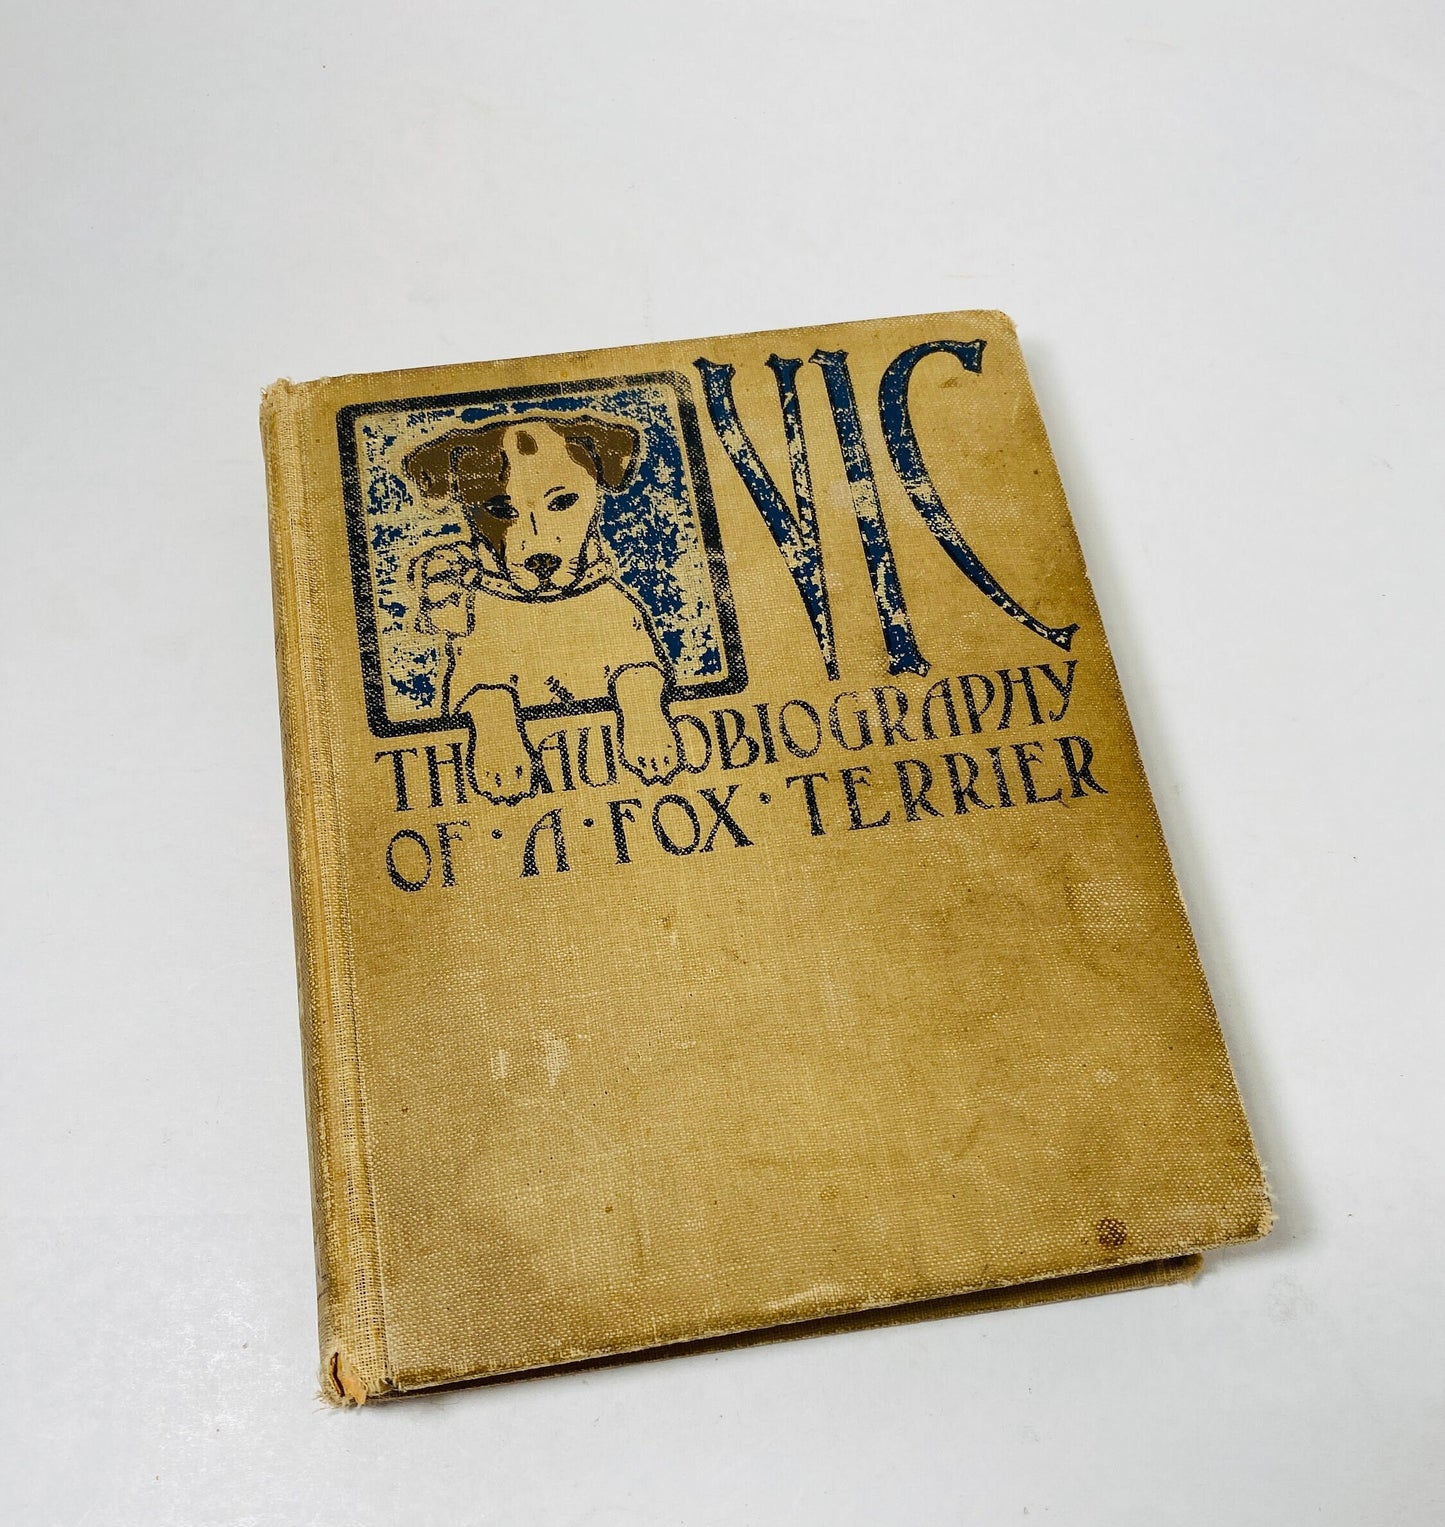 VIC
THE AUTOBIOGRAPHY
OF · A · FOX · TERRIER